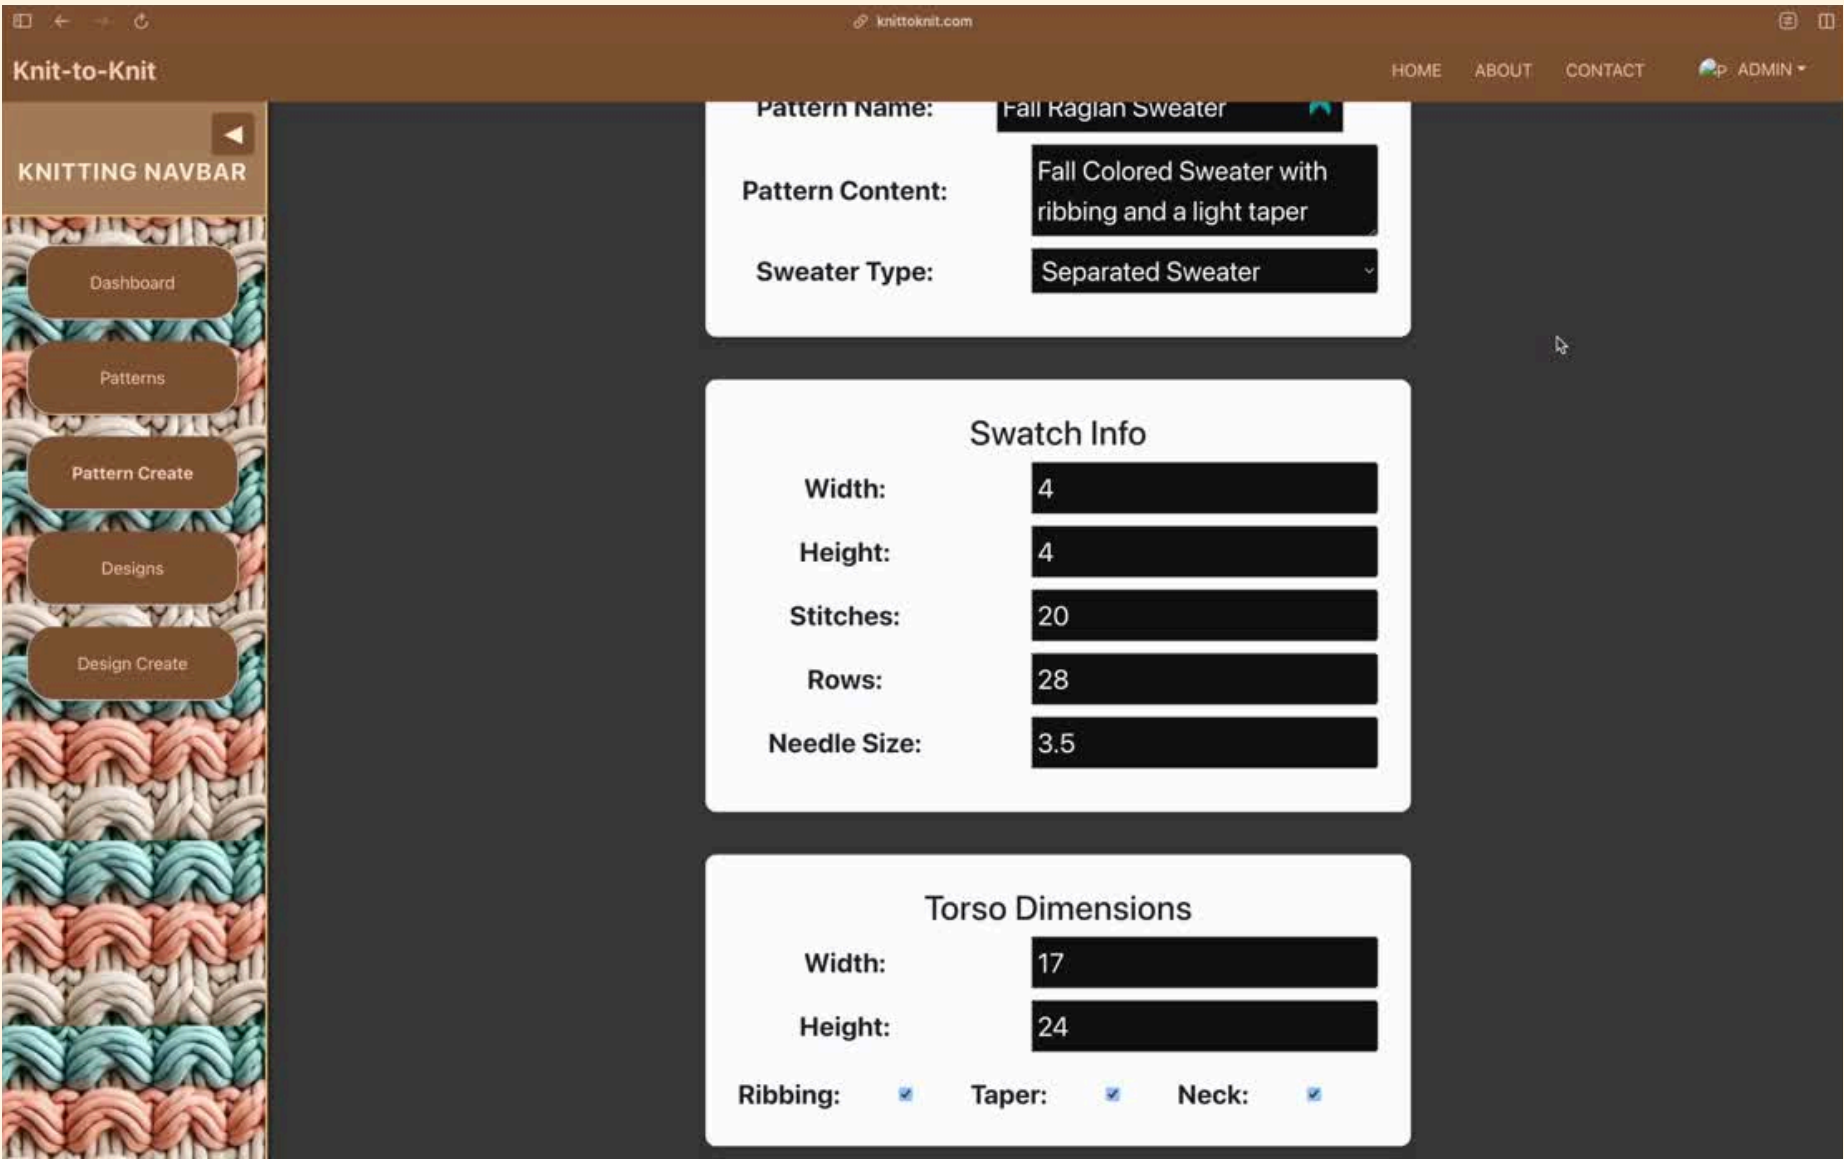 knittoknit.com
Knit-to-Knit
HOME ABOUT CONTACT P ADMIN
KNITTING NAVBAR
Dashboard
Patterns
Pattern Create
Designs
Design Create
Pattern Name: Fall Raglan Sweater
Pattern Content: Fall Colored Sweater with
ribbing and a light taper
Sweater Type: Separated Sweater
Swatch Info
Width: 4
Height: 4
Stitches: 20
Rows: 28
Needle Size: 3.5
Torso Dimensions
Width: 17
Height: 24
Ribbing: Taper: Neck: